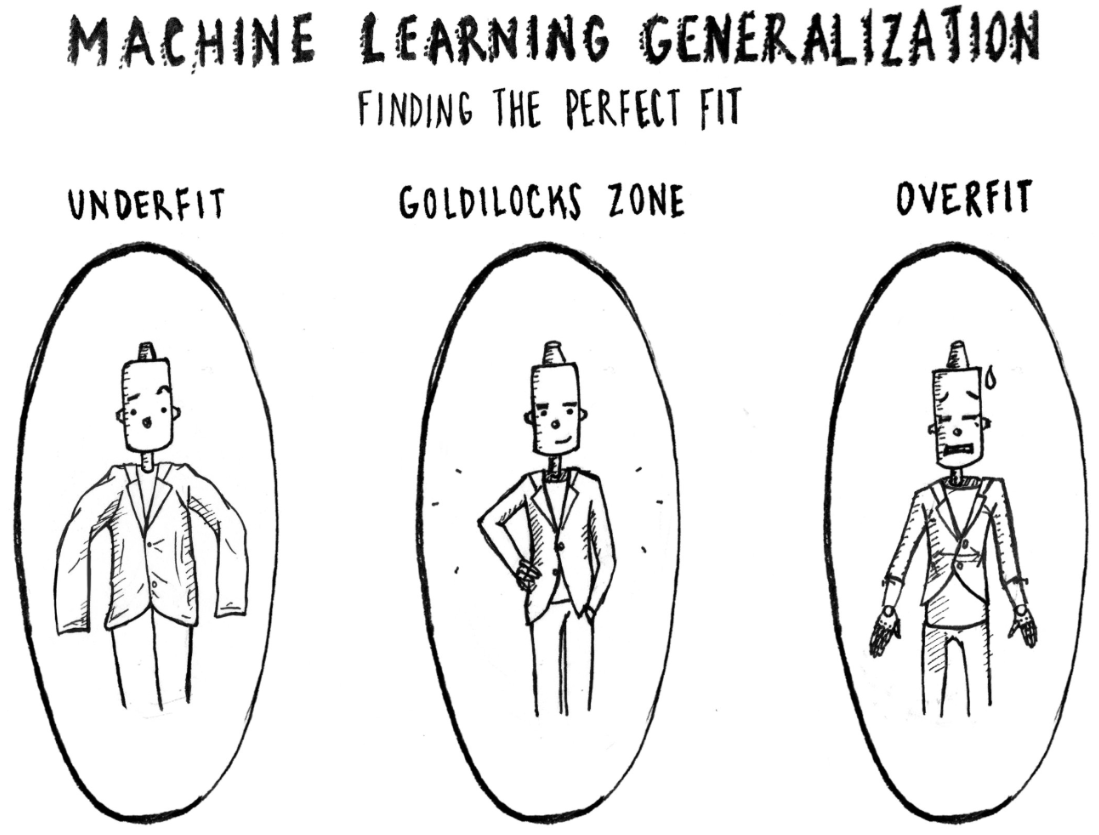 MACHINE LEARNING GENERALIZATION
FINDING THE PERFECT FIT
UNDERFIT
GOLDILOCKS ZONE
OVERFIT